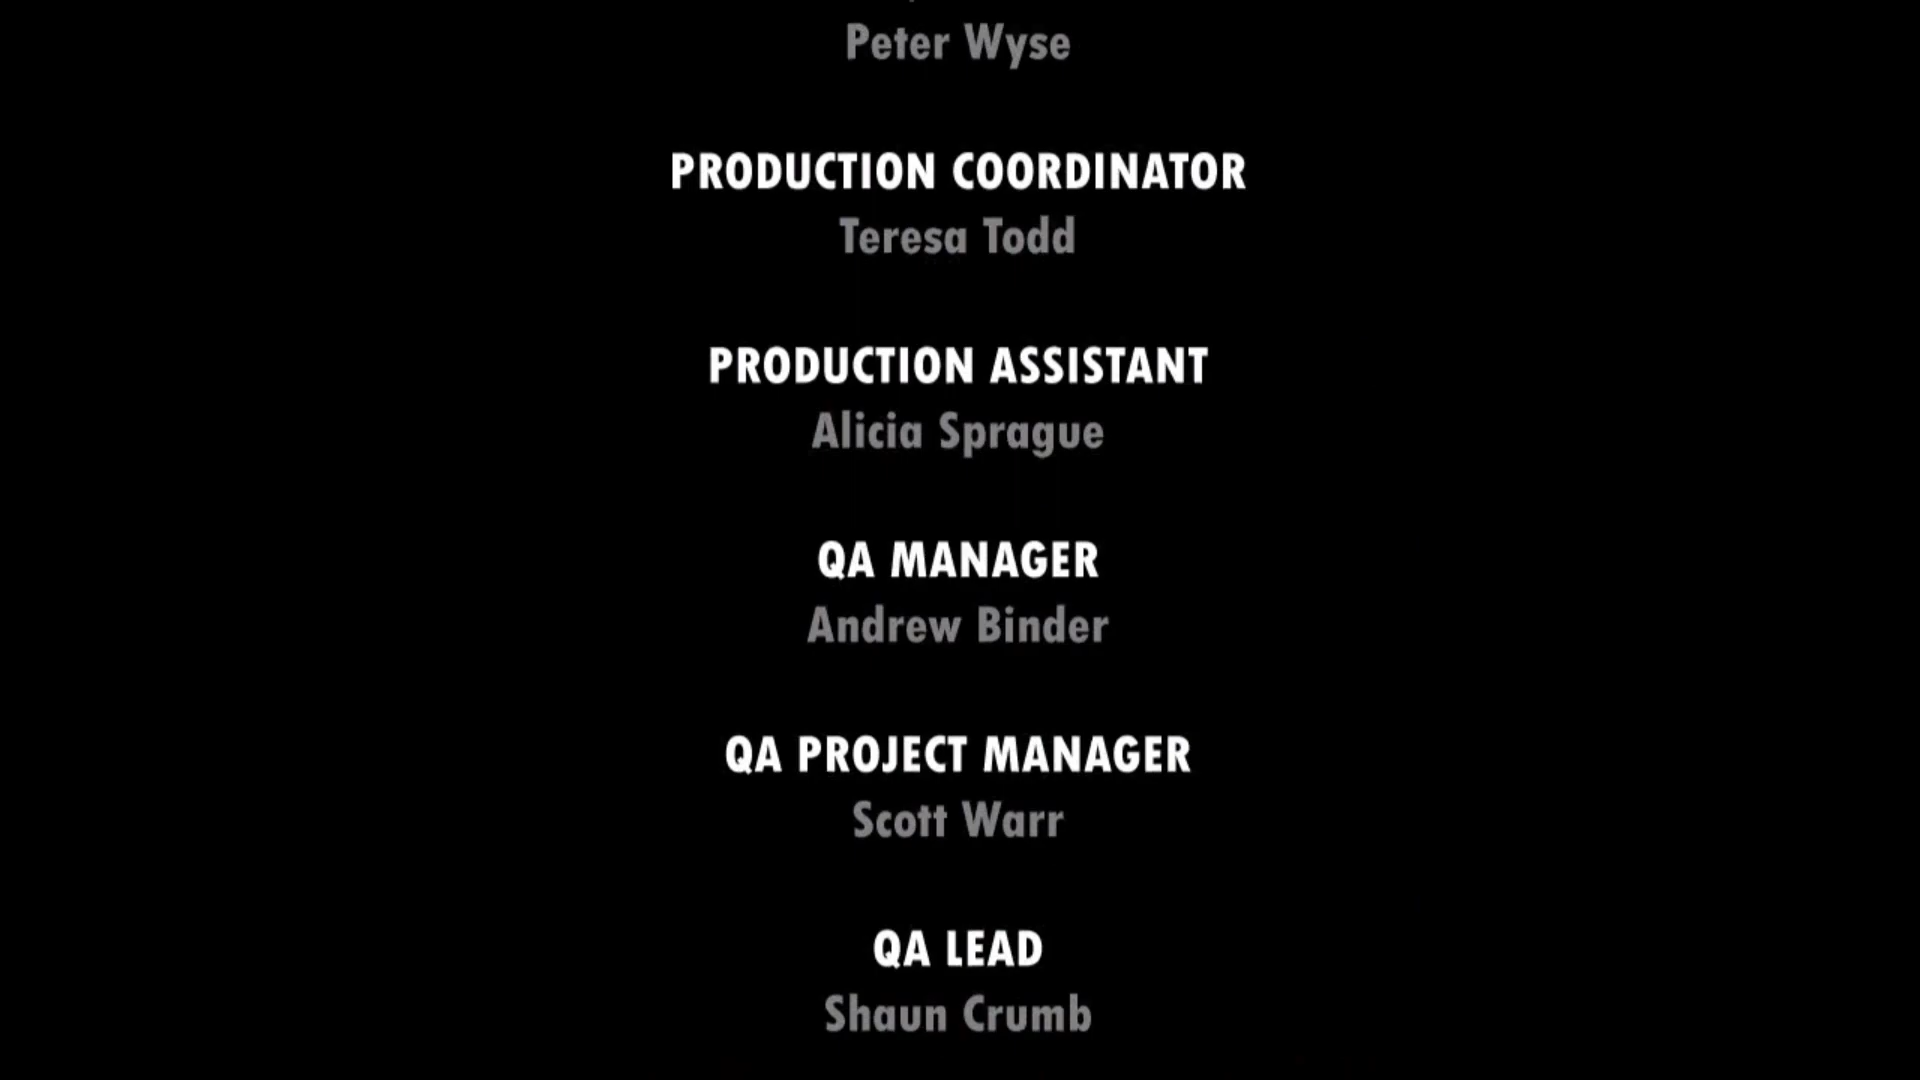 Peter Wyse
PRODUCTION COORDINATOR
Teresa Todd
PRODUCTION ASSISTANT
Alicia Sprague
QA MANAGER
Andrew Binder
QA PROJECT MANAGER
Scott Warr
QA LEAD
Shaun Crumb